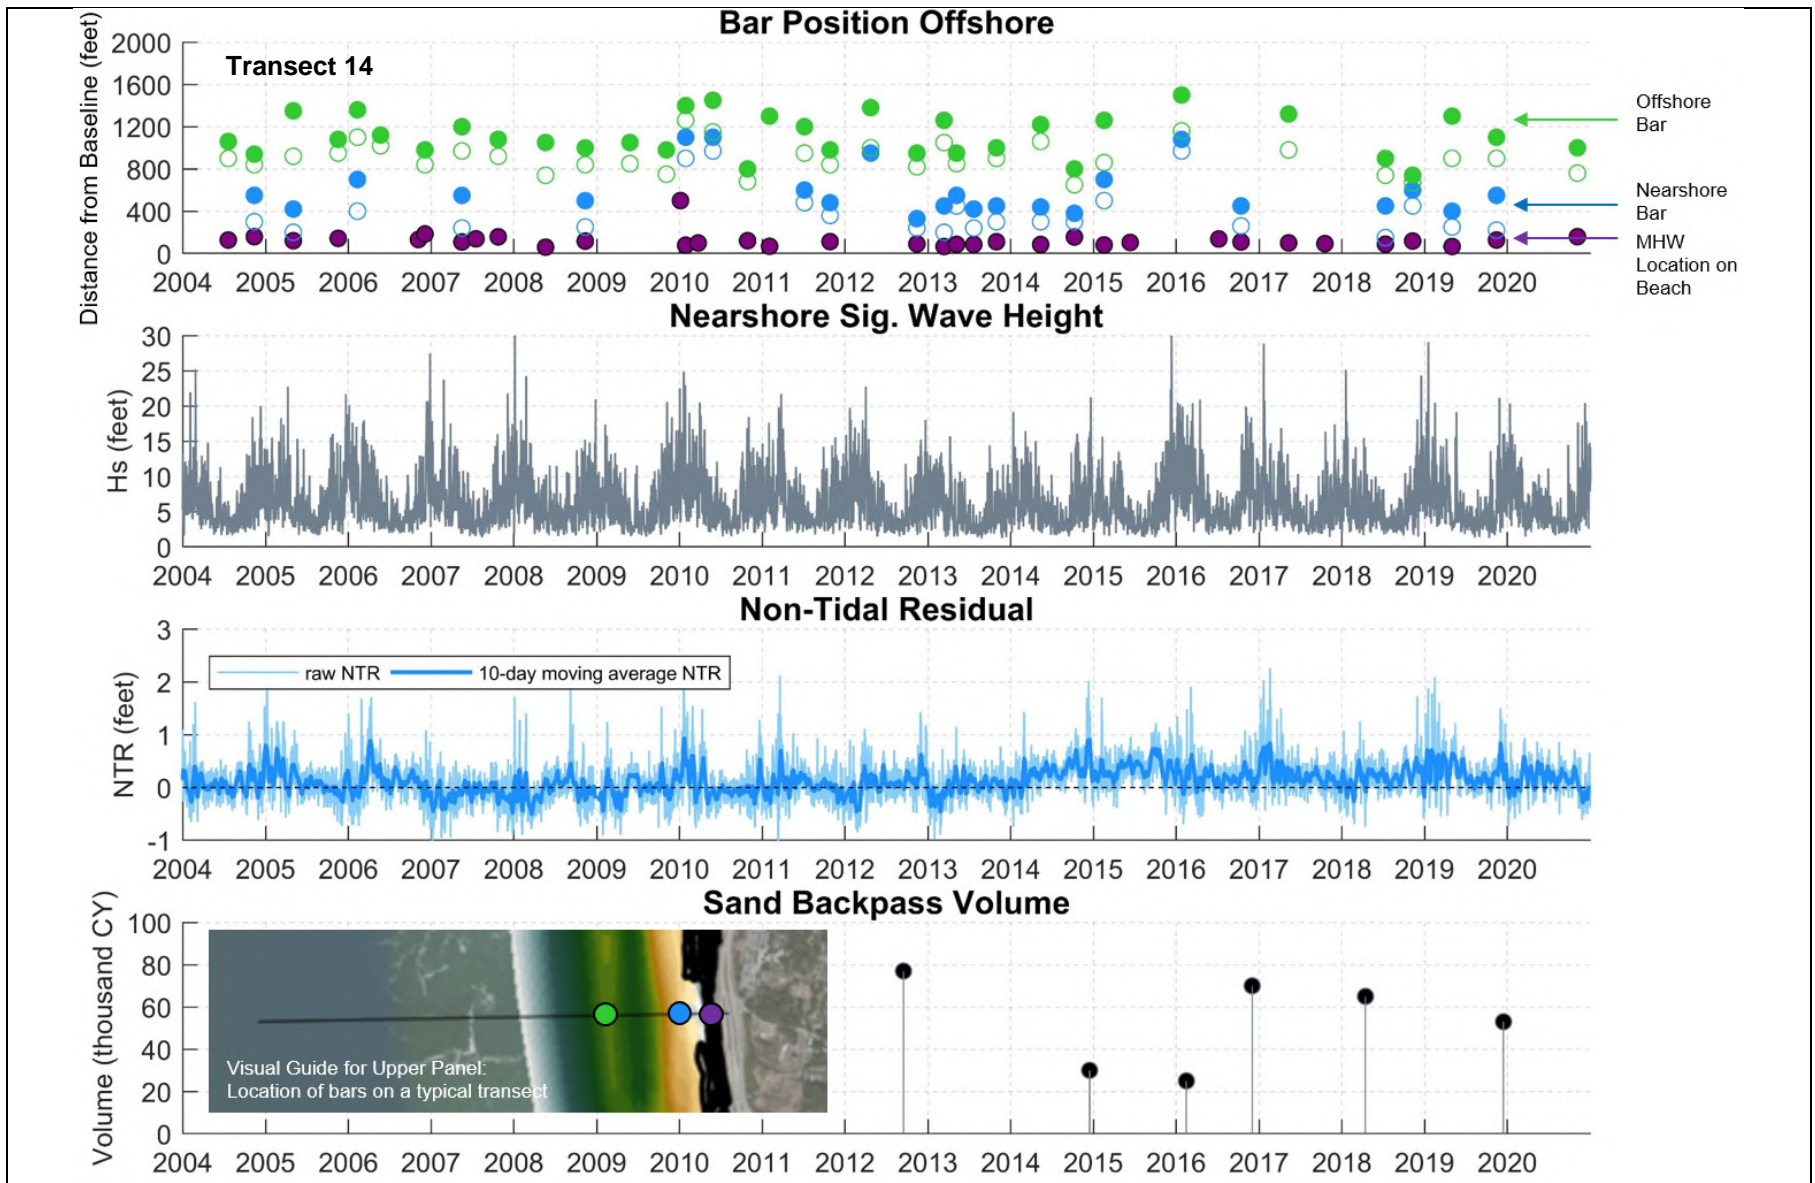 Bar Position Offshore
Distance from Baseline (feet)
2000
1600
1200
800
400
0
Transect 14
2004 2005 2006 2007 2008 2009 2010 2011 2012 2013 2014 2015 2016 2017 2018 2019 2020
Offshore
Bar
Nearshore
Bar
MHW
Location on
Beach
Nearshore Sig. Wave Height
Hs (feet)
30
25
20
15
10
5
0
2004 2005 2006 2007 2008 2009 2010 2011 2012 2013 2014 2015 2016 2017 2018 2019 2020
Non-Tidal Residual
NTR (feet)
3
2
1
0
-1
raw NTR 10-day moving average NTR
2004 2005 2006 2007 2008 2009 2010 2011 2012 2013 2014 2015 2016 2017 2018 2019 2020
Sand Backpass Volume
Volume (thousand CY)
100
80
60
40
20
0
Visual Guide for Upper Panel:
Location of bars on a typical transect
2004 2005 2006 2007 2008 2009 2010 2011 2012 2013 2014 2015 2016 2017 2018 2019 2020